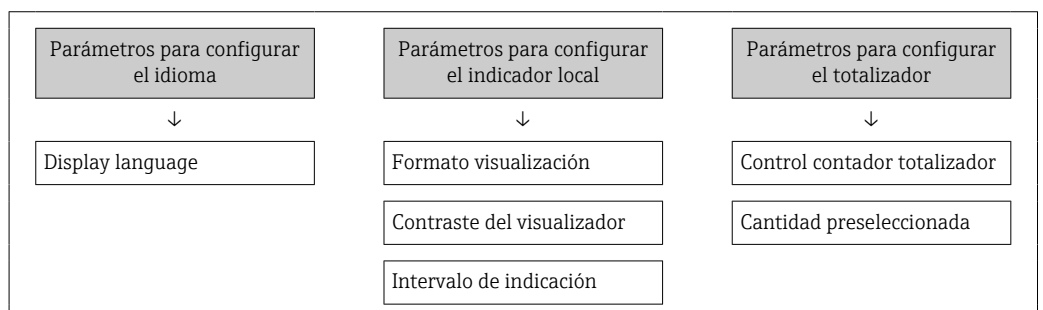 Parámetros para configurar
el idioma
↓
Display language
Parámetros para configurar
el indicador local
↓
Formato visualización
Contraste del visualizador
Intervalo de indicación
Parámetros para configurar
el totalizador
↓
Control contador totalizador
Cantidad preseleccionada